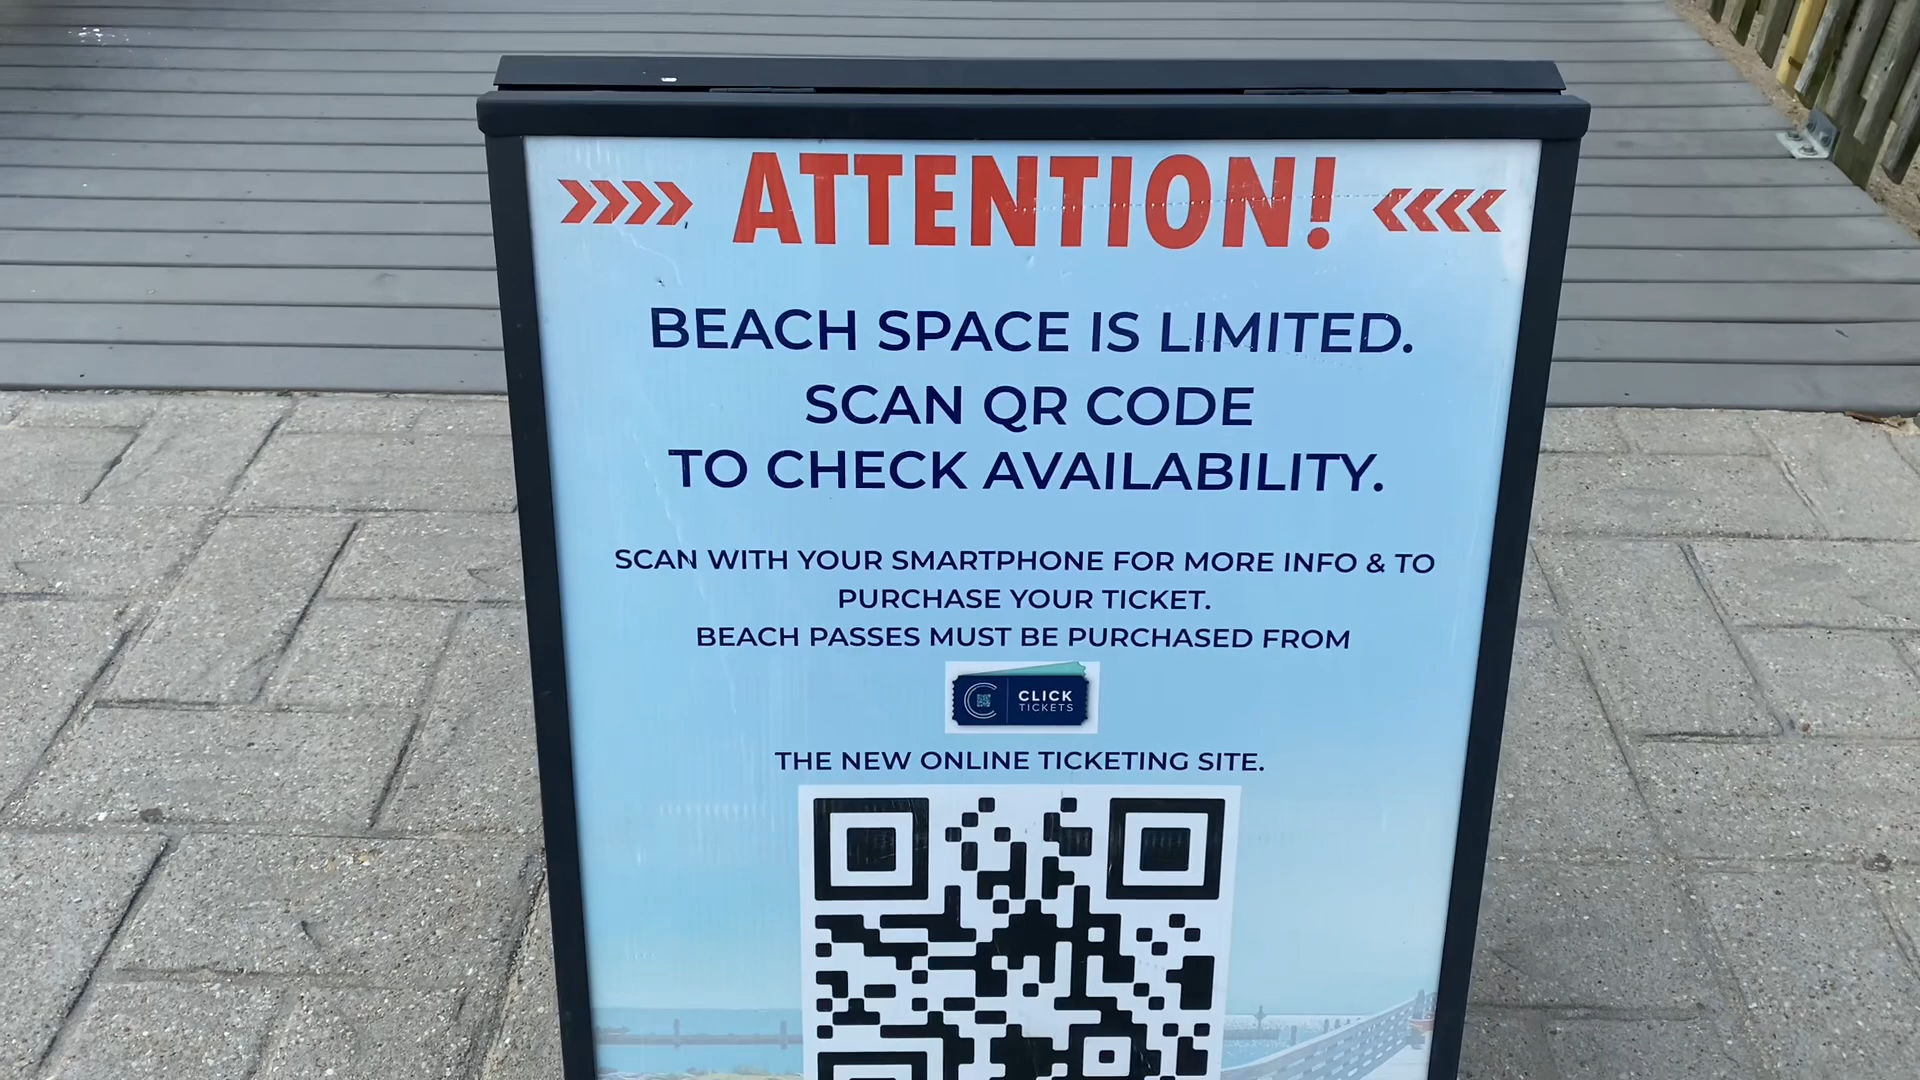 ATTENTION!
BEACH SPACE IS LIMITED.
SCAN QR CODE
TO CHECK AVAILABILITY.
SCAN WITH YOUR SMARTPHONE FOR MORE INFO & TO
PURCHASE YOUR TICKET.
BEACH PASSES MUST BE PURCHASED FROM
CLICK
TICKETS
THE NEW ONLINE TICKETING SITE.